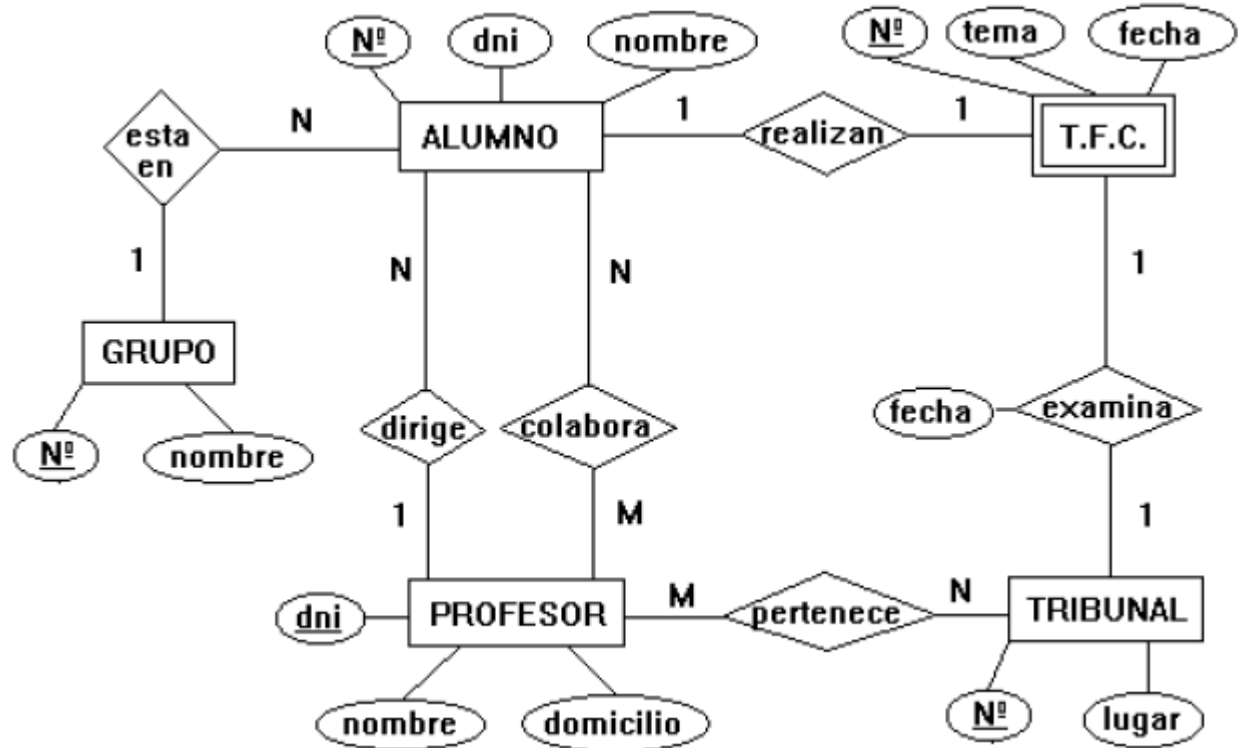 Nº
dni
nombre
Nº
tema
fecha
esta
en
N
ALUMNO
1
realizan
1
T.F.C.
1
N
N
1
GRUPO
Nº
nombre
dirige
colabora
fecha
examina
1
M
1
dni
PROFESOR
M
pertenece
N
TRIBUNAL
nombre
domicilio
Nº
lugar